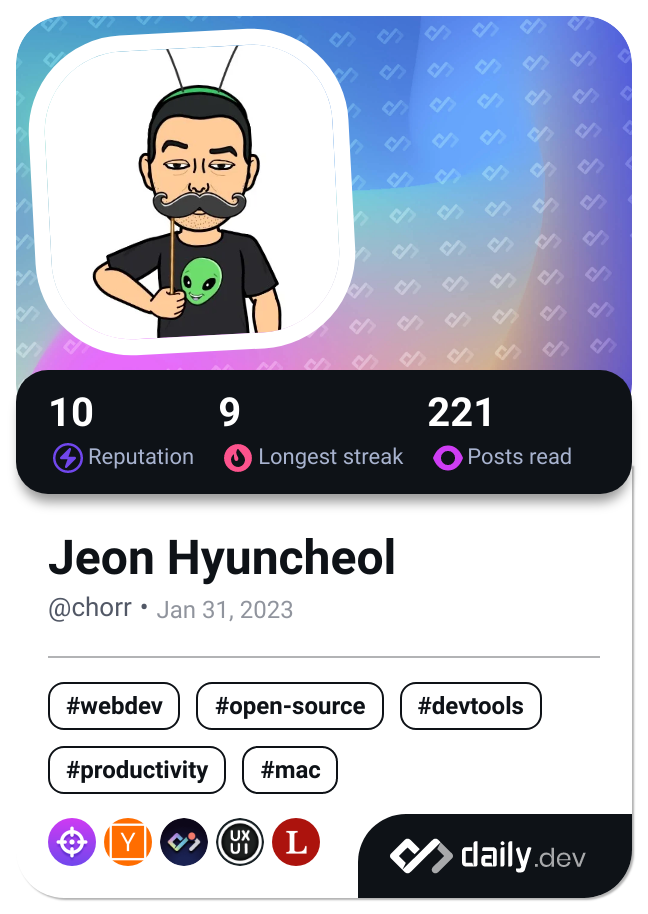 10 9 221
Reputation Longest streak Posts read
Jeon Hyuncheol
@chorr • Jan 31, 2023
#webdev #open-source #devtools
#productivity #mac
Y UX UI L
daily.dev